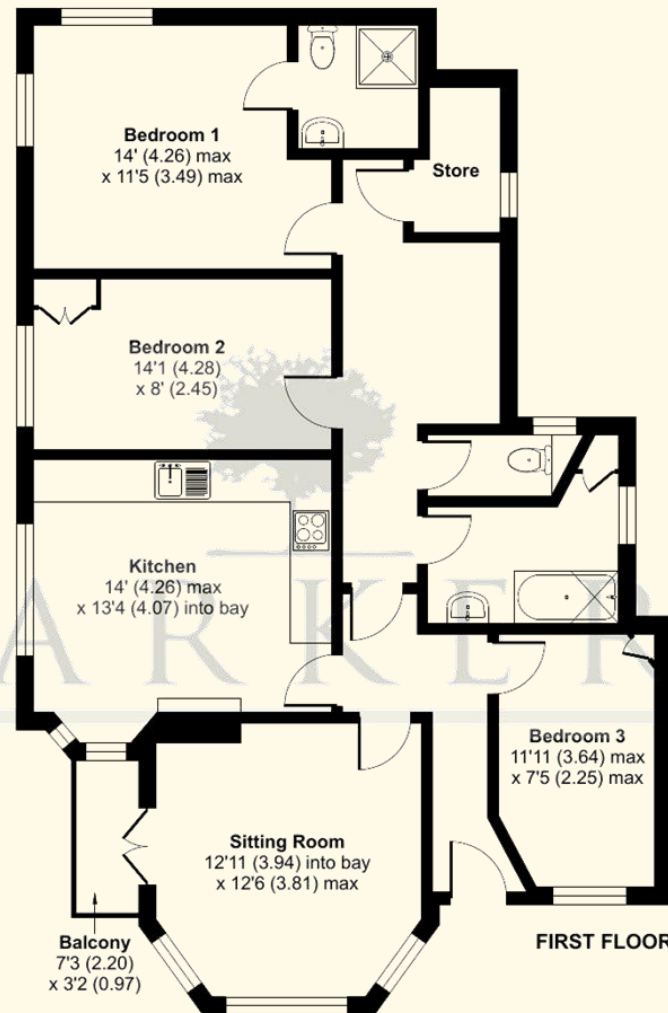 Bedroom 1
14' (4.26) max
x 11'5 (3.49) max
Store
Bedroom 2
14'1 (4.28)
x 8' (2.45)
Kitchen
14' (4.26) max
x 13'4 (4.07) into bay
ARKER
Bedroom 3
11'11 (3.64) max
x 7'5 (2.25) max
Sitting Room
12'11 (3.94) into bay
x 12'6 (3.81) max
Balcony
7'3 (2.20)
x 3'2 (0.97)
FIRST FLOOR